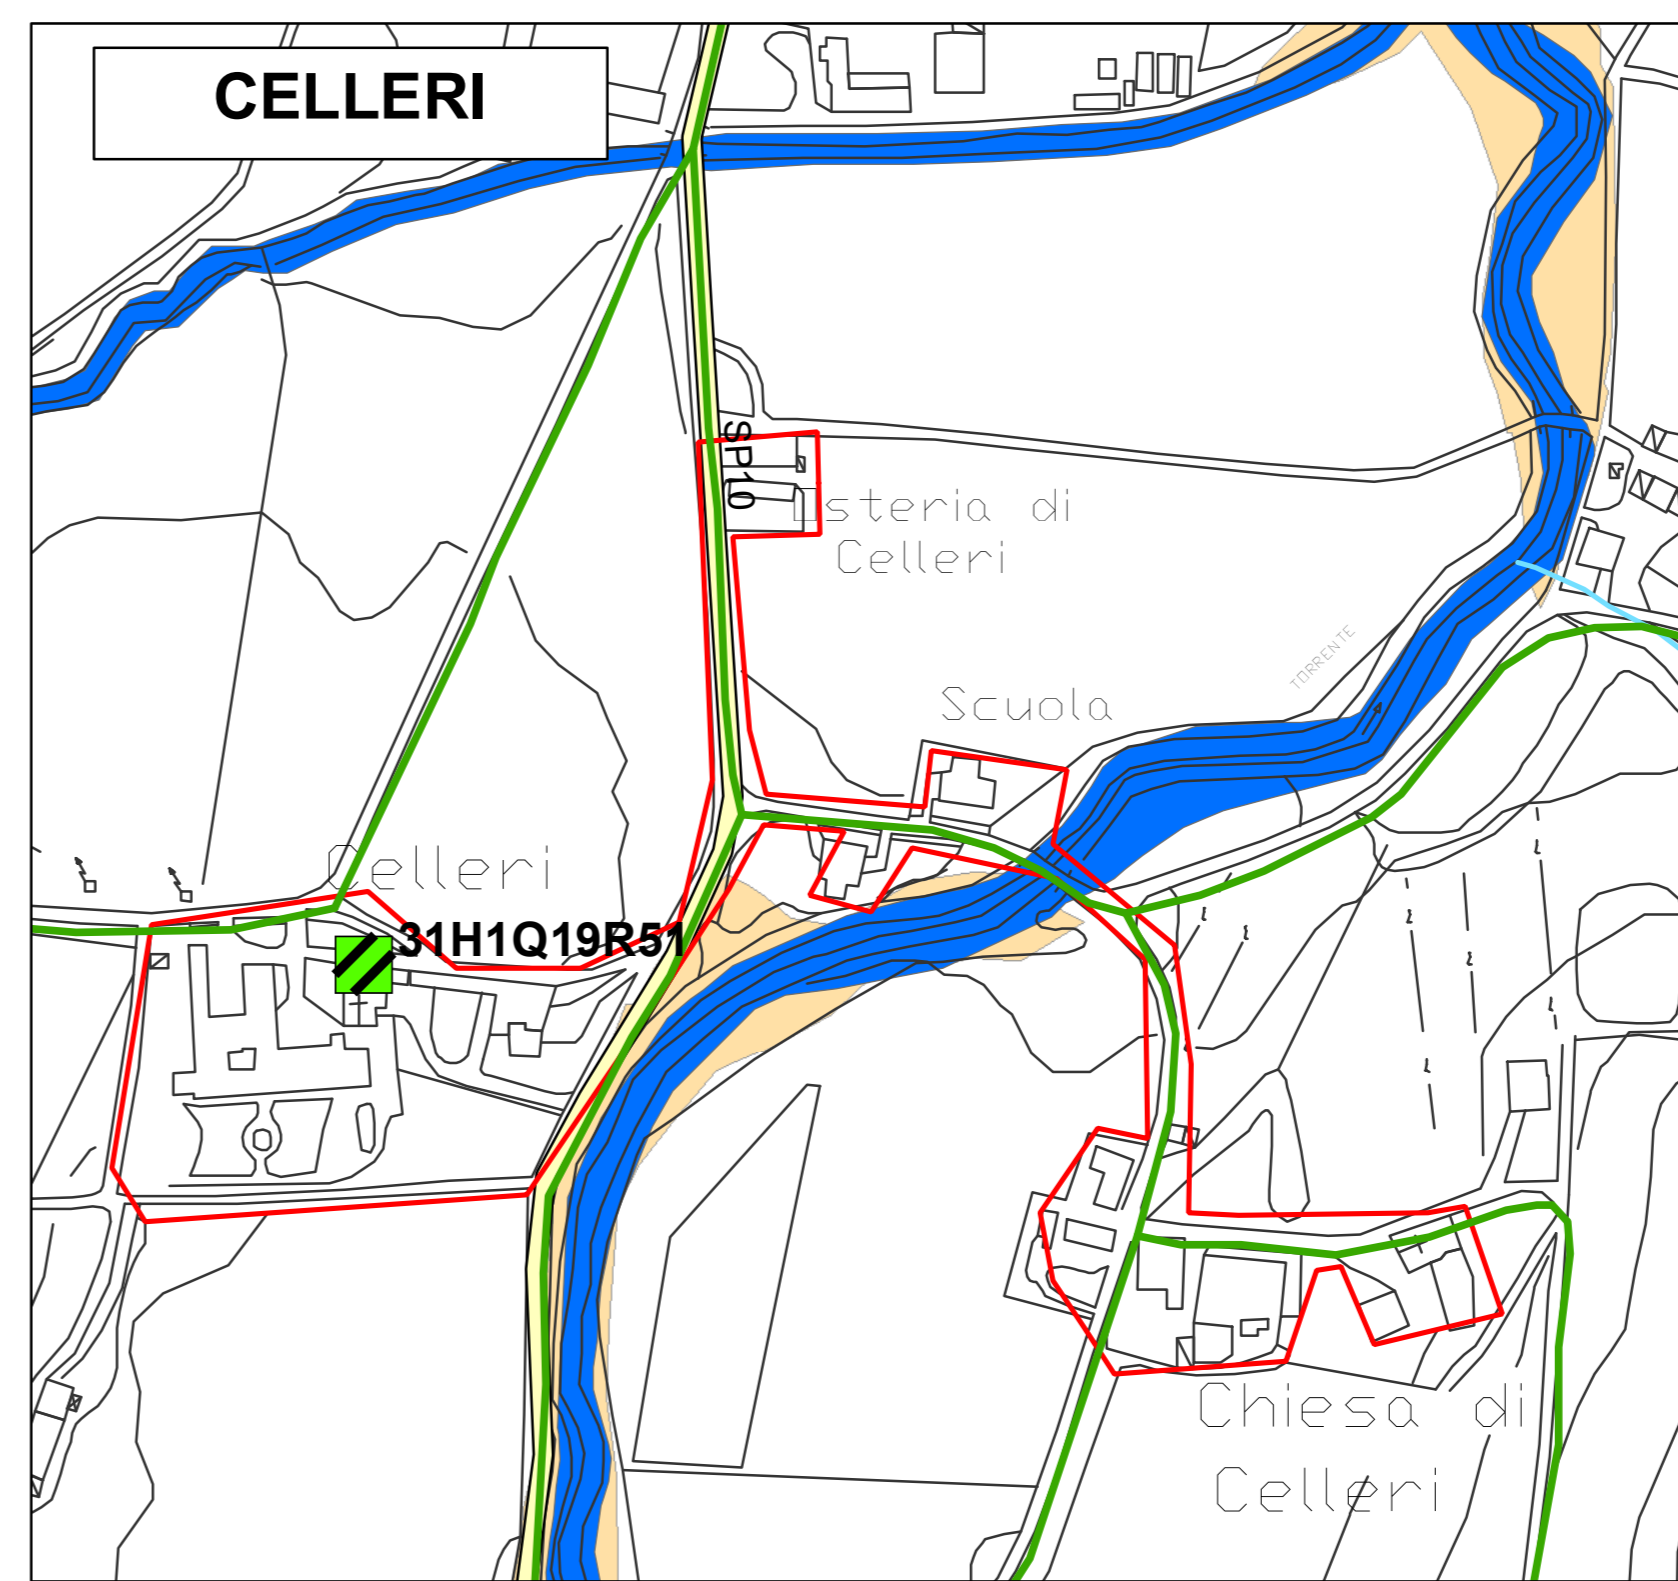 CELLERI
SP10
Osteria di
Celleri
TORRENTE
Scuola
Celleri
31H1Q19R51
Chiesa di
Celleri